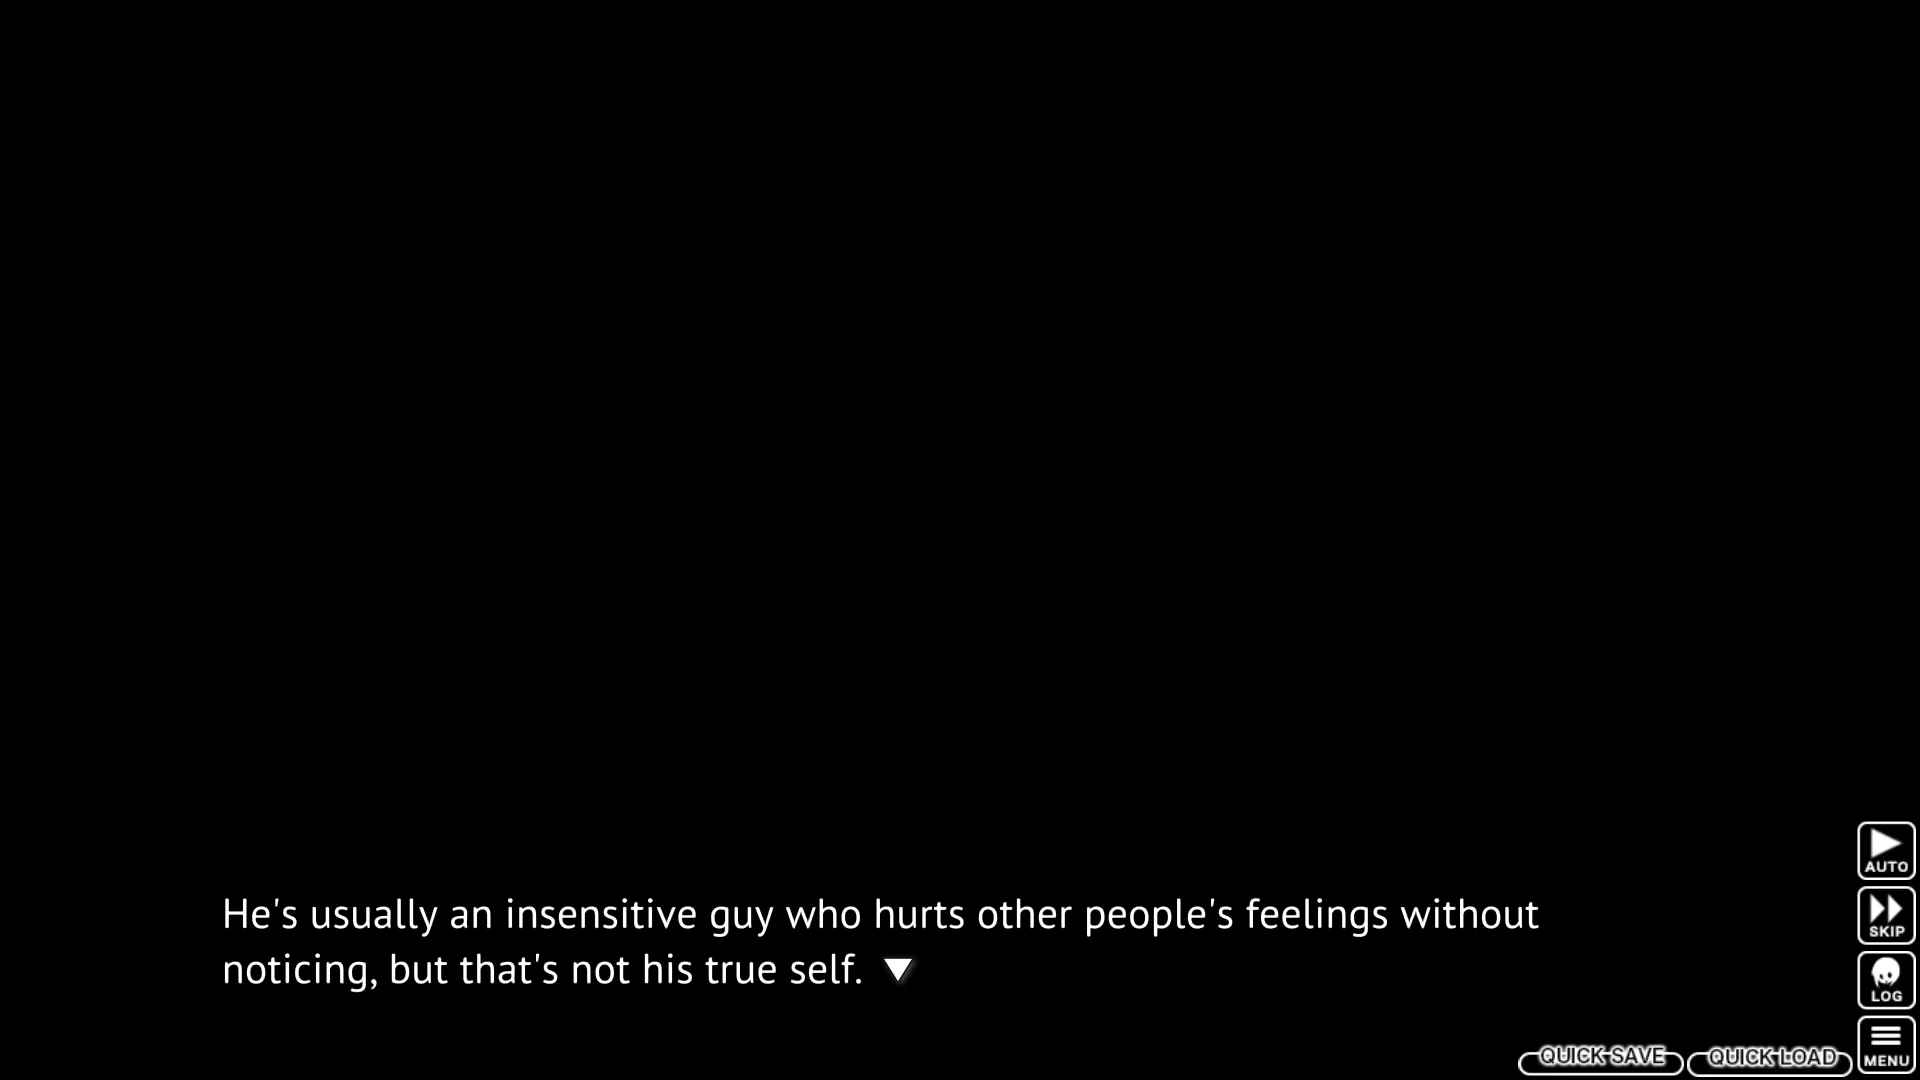 He's usually an insensitive guy who hurts other people's feelings without
noticing, but that's not his true self.
AUTO
SKIP
LOG
MENU
QUICK SAVE
QUICK LOAD